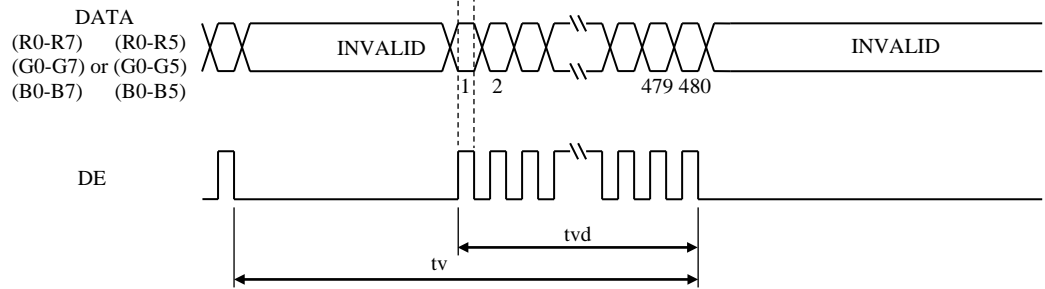 DATA
(R0-R7) (R0-R5)
(G0-G7) or (G0-G5)
(B0-B7) (B0-B5)
INVALID
INVALID
1 2 479 480
DE
tvd
tv